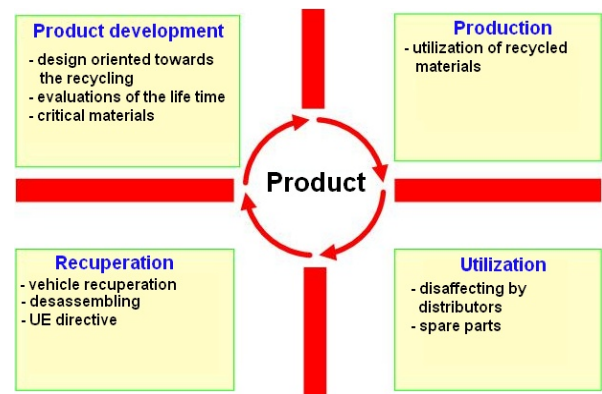 Product development
- design oriented towards
the recycling
- evaluations of the life time
- critical materials
Production
- utilization of recycled
materials
Product
Recuperation
- vehicle recuperation
- desassembling
- UE directive
Utilization
- disaffecting by
distributors
- spare parts